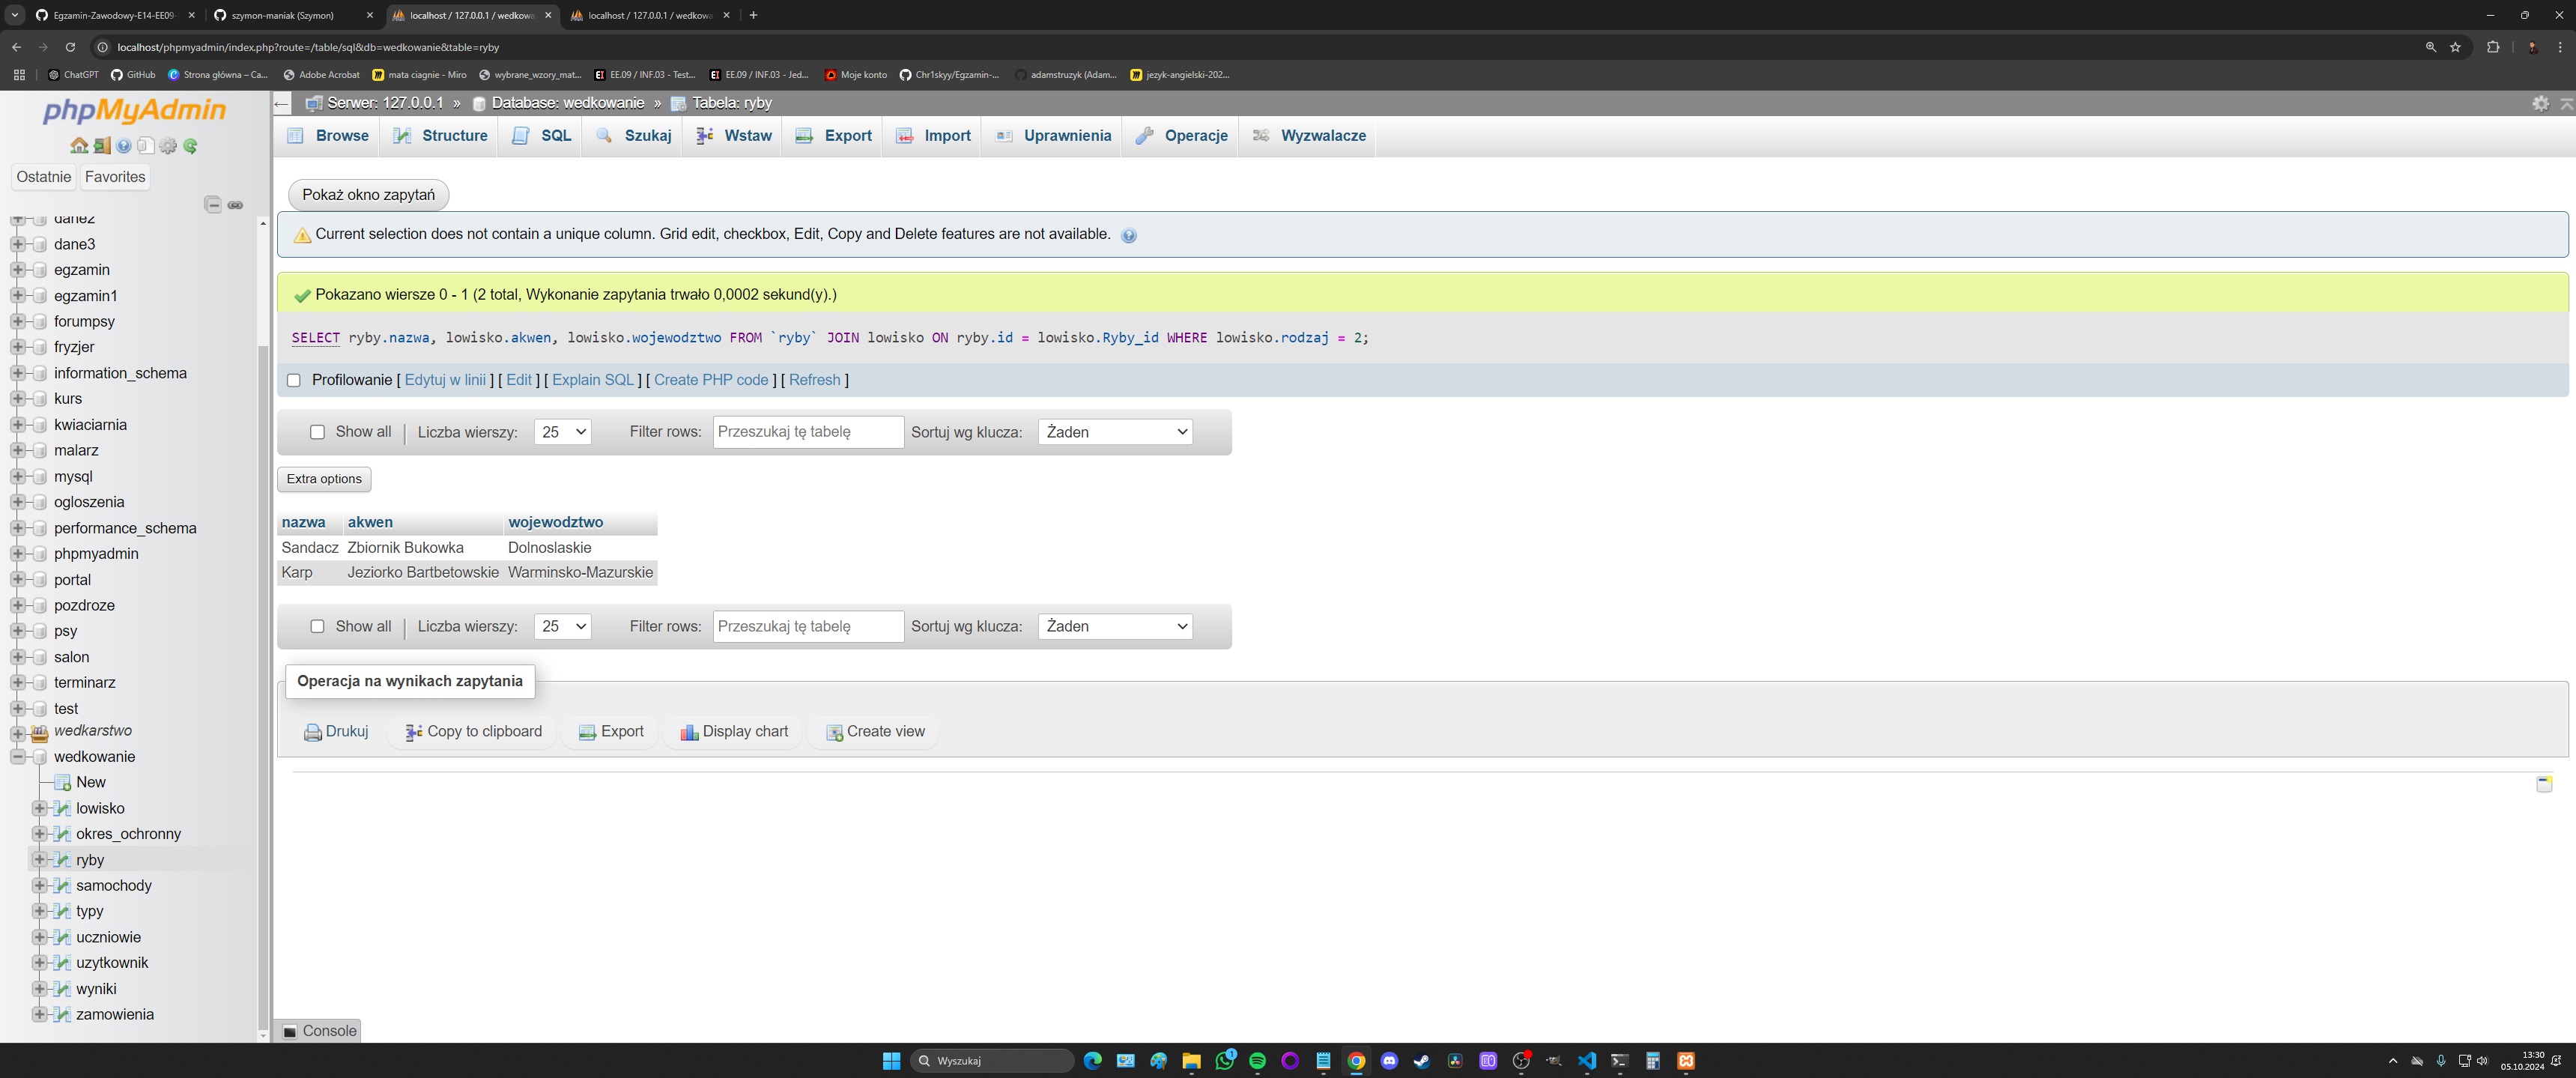 Egzamin-Zawodowy-E14-EE09- szymon-maniak (Szymon) localhost / 127.0.0.1 / wedkowa localhost / 127.0.0.1 / wedkowa
localhost/phpmyadmin/index.php?route=/table/sql&db=wedkowanie&table=ryby
ChatGPT GitHub Strona główna – Ca... Adobe Acrobat mata ciagnie - Miro wybrane_wzory_mat... EE.09 / INF.03 - Test... EE.09 / INF.03 - Jed... Moje konto Chr1skyy/Egzamin-... adamstruzyk (Adam... jezyk-angielski-202...
phpMyAdmin
Ostatnie Favorites
dane2
dane3
egzamin
egzamin1
forumpsy
fryzjer
information_schema
kurs
kwiaciarnia
malarz
mysql
ogloszenia
performance_schema
phpmyadmin
portal
pozdroze
psy
salon
terminarz
test
wedkarstwo
wedkowanie
New
lowisko
okres_ochronny
ryby
samochody
typy
uczniowie
uzytkownik
wyniki
zamowienia
Serwer: 127.0.0.1 » Database: wedkowanie » Tabela: ryby
Browse Structure SQL Szukaj Wstaw Export Import Uprawnienia Operacje Wyzwalacze
Pokaż okno zapytań
Current selection does not contain a unique column. Grid edit, checkbox, Edit, Copy and Delete features are not available.
Pokazano wiersze 0 - 1 (2 total, Wykonanie zapytania trwało 0,0002 sekund(y).)
SELECT ryby.nazwa, lowisko.akwen, lowisko.wojewodztwo FROM `ryby` JOIN lowisko ON ryby.id = lowisko.Ryby_id WHERE lowisko.rodzaj = 2;
Profilowanie [ Edytuj w linii ] [ Edit ] [ Explain SQL ] [ Create PHP code ] [ Refresh ]
Show all | Liczba wierszy: 25 Filter rows: Przeszukaj tę tabelę Sortuj wg klucza: Żaden
Extra options
nazwa akwen wojewodztwo
Sandacz Zbiornik Bukowka Dolnoslaskie
Karp Jeziorko Bartbetowskie Warminsko-Mazurskie
Show all | Liczba wierszy: 25 Filter rows: Przeszukaj tę tabelę Sortuj wg klucza: Żaden
Operacja na wynikach zapytania
Drukuj Copy to clipboard Export Display chart Create view
Console
Wyszukaj
1
13:30
05.10.2024